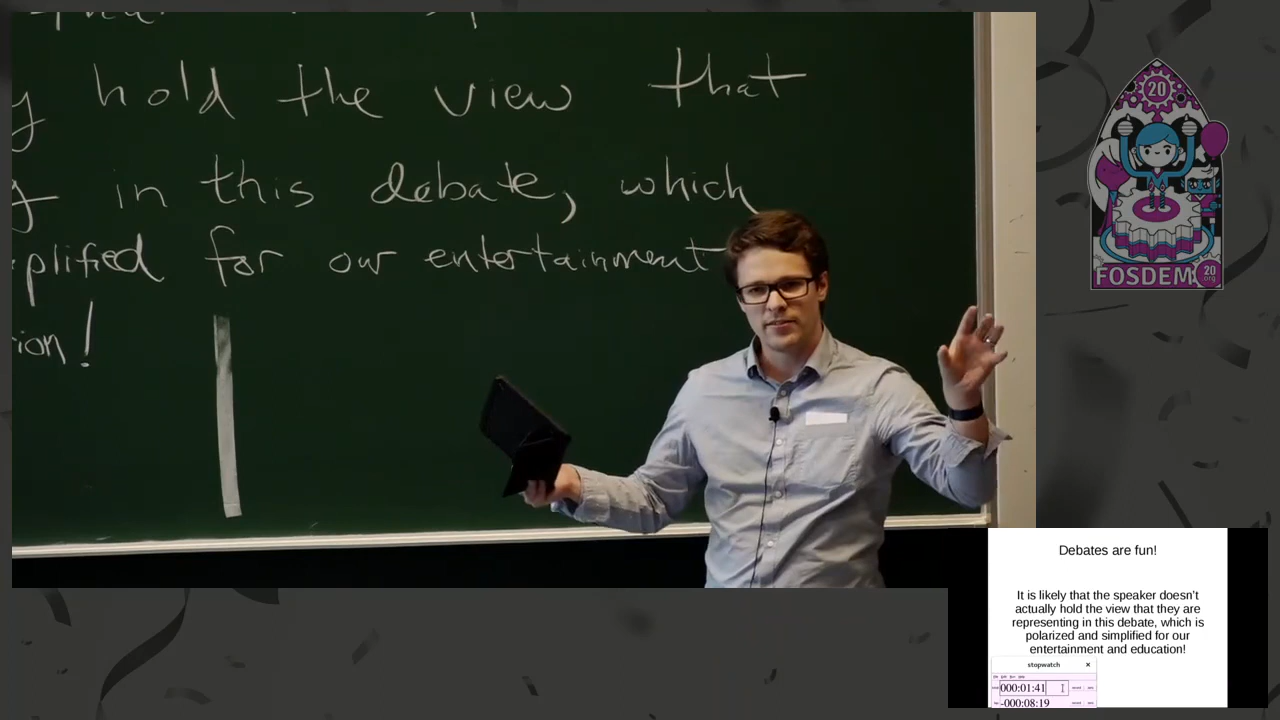 y hold the view that
g in this debate, which
plified for our entertainment
ion!
20
FOSDEM 20
.org
Debates are fun!
It is likely that the speaker doesn't
actually hold the view that they are
representing in this debate, which is
polarized and simplified for our
entertainment and education!
stopwatch
000:01:41
-000:08:19